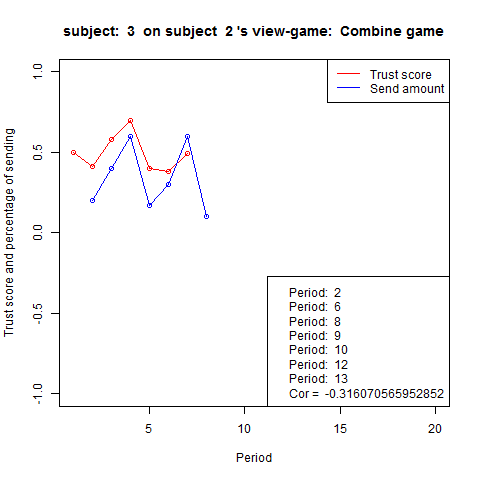 subject:  3  on subject  2 's view-game:  Combine game
Trust score
Send amount
1.0
0.5
0.0
-0.5
-1.0
Trust score and percentage of sending
Period:  2
Period:  6
Period:  8
Period:  9
Period:  10
Period:  12
Period:  13
Cor =  -0.316070565952852
5
10
15
20
Period